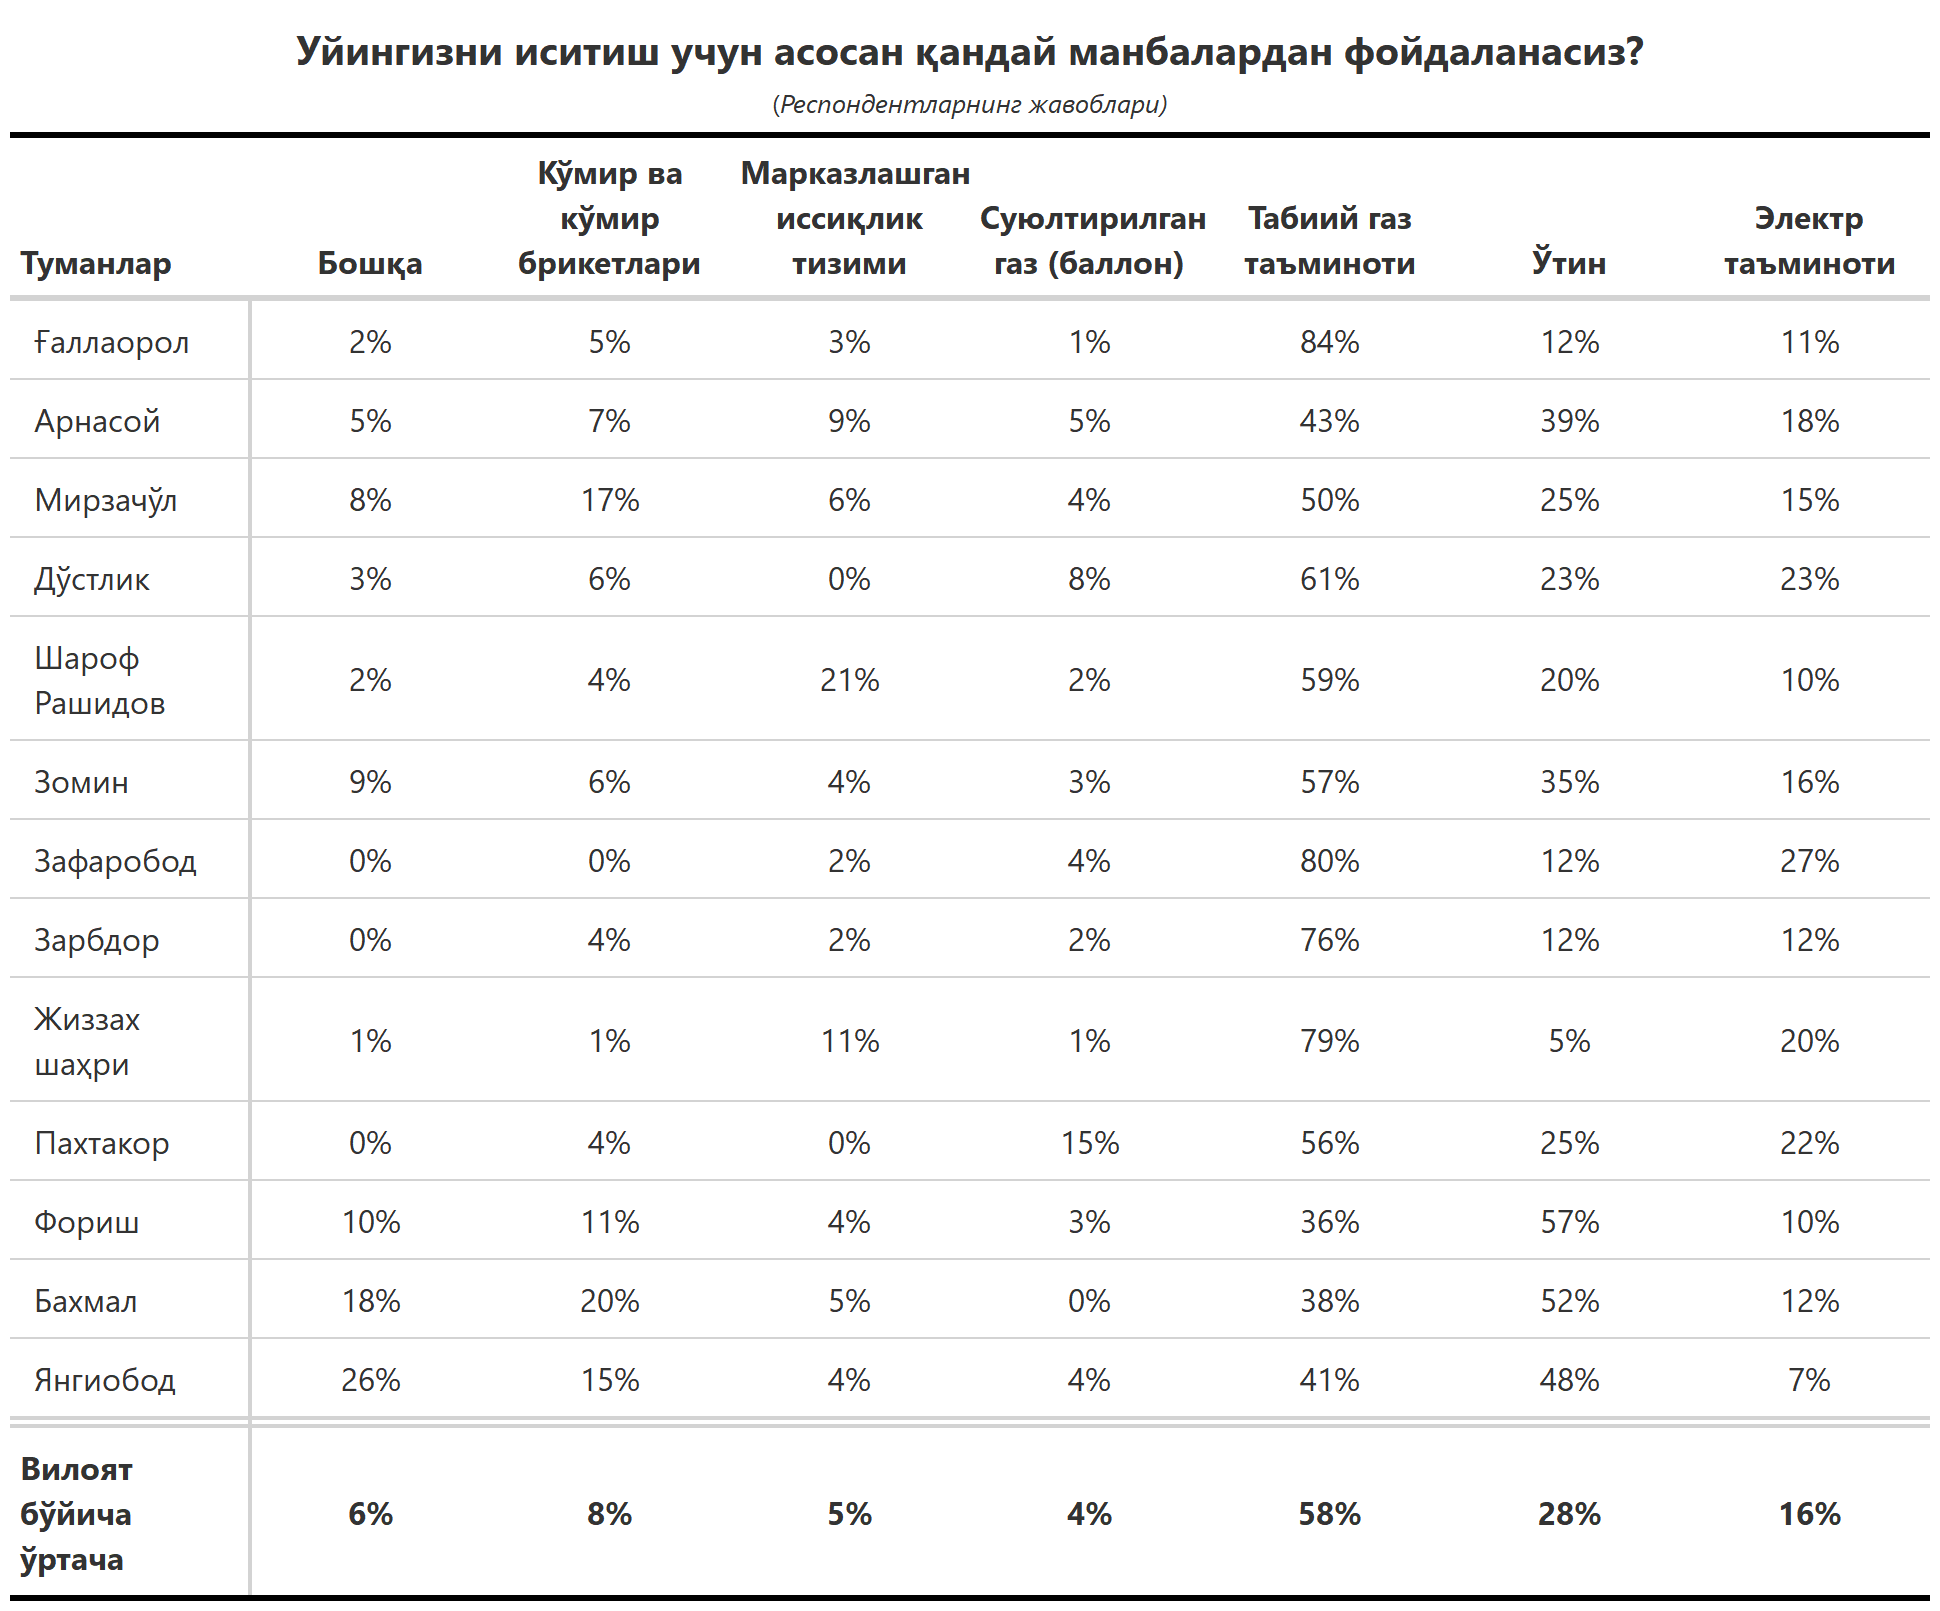 Уйингизни иситиш учун асосан қандай манбалардан фойдаланасиз?
(Респондентларнинг жавоблари)
Туманлар Бошқа Кўмир ва кўмир брикетлари Марказлашган иссиқлик тизими Суюлтирилган газ (баллон) Табиий газ таъминоти Ўтин Электр таъминоти
Ғаллаорол 2% 5% 3% 1% 84% 12% 11%
Арнасой 5% 7% 9% 5% 43% 39% 18%
Мирзачўл 8% 17% 6% 4% 50% 25% 15%
Дўстлик 3% 6% 0% 8% 61% 23% 23%
Шароф Рашидов 2% 4% 21% 2% 59% 20% 10%
Зомин 9% 6% 4% 3% 57% 35% 16%
Зафаробод 0% 0% 2% 4% 80% 12% 27%
Зарбдор 0% 4% 2% 2% 76% 12% 12%
Жиззах шаҳри 1% 1% 11% 1% 79% 5% 20%
Пахтакор 0% 4% 0% 15% 56% 25% 22%
Фориш 10% 11% 4% 3% 36% 57% 10%
Бахмал 18% 20% 5% 0% 38% 52% 12%
Янгиобод 26% 15% 4% 4% 41% 48% 7%
Вилоят бўйича ўртача 6% 8% 5% 4% 58% 28% 16%